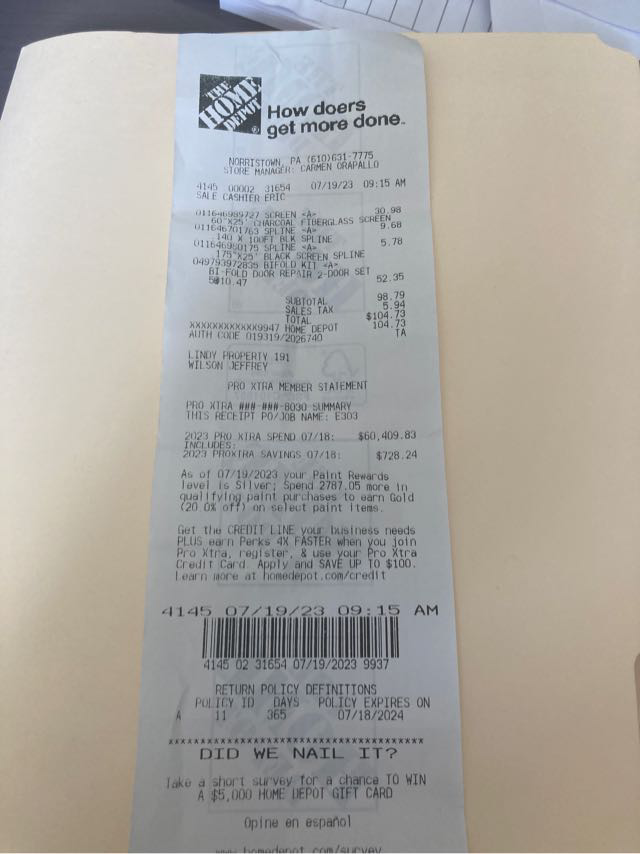 THE
HOME
DEPOT
How doers
get more done.
NORRISTOWN, PA (610)631-7775
STORE MANAGER: CARMEN ORAPALLO
4145 00002 31654 07/19/23 09:15 AM
SALE CASHIER ERIC
011646989727 SCREEN <A> 30.98
60"X25' CHARCOAL FIBERGLASS SCREEN
011646701763 SPLINE <A> 9.68
140 X 100FT BLK SPLINE
011646980175 SPLINE <A> 5.78
175"X25' BLACK SCREEN SPLINE
049793972835 BIFOLD KIT <A>
BI-FOLD DOOR REPAIR 2-DOOR SET
5@10.47 52.35
SUBTOTAL 98.79
SALES TAX 5.94
TOTAL $104.73
XXXXXXXXXXXX9947 HOME DEPOT 104.73
AUTH CODE 019319/2026740 TA
LINDY PROPERTY 191
WILSON JEFFREY
PRO XTRA MEMBER STATEMENT
PRO XTRA ###-###-8030 SUMMARY
THIS RECEIPT PO/JOB NAME: E303
2023 PRO XTRA SPEND 07/18: $60,409.83
INCLUDES:
2023 PROXTRA SAVINGS 07/18: $728.24
As of 07/19/2023 your Paint Rewards
level is Silver; Spend 2787.05 more in
qualifying paint purchases to earn Gold
(20.0% off) on select paint items.
Get the CREDIT LINE your business needs
PLUS earn Perks 4X FASTER when you join
Pro Xtra, register, & use your Pro Xtra
Credit Card. Apply and SAVE UP TO $100.
Learn more at homedepot.com/credit
4145 07/19/23 09:15 AM
4145 02 31654 07/19/2023 9937
RETURN POLICY DEFINITIONS
POLICY ID DAYS POLICY EXPIRES ON
A 11 365 07/18/2024
DID WE NAIL IT?
Take a short survey for a chance TO WIN
A $5,000 HOME DEPOT GIFT CARD
Opine en español
www.homedepot.com/survey